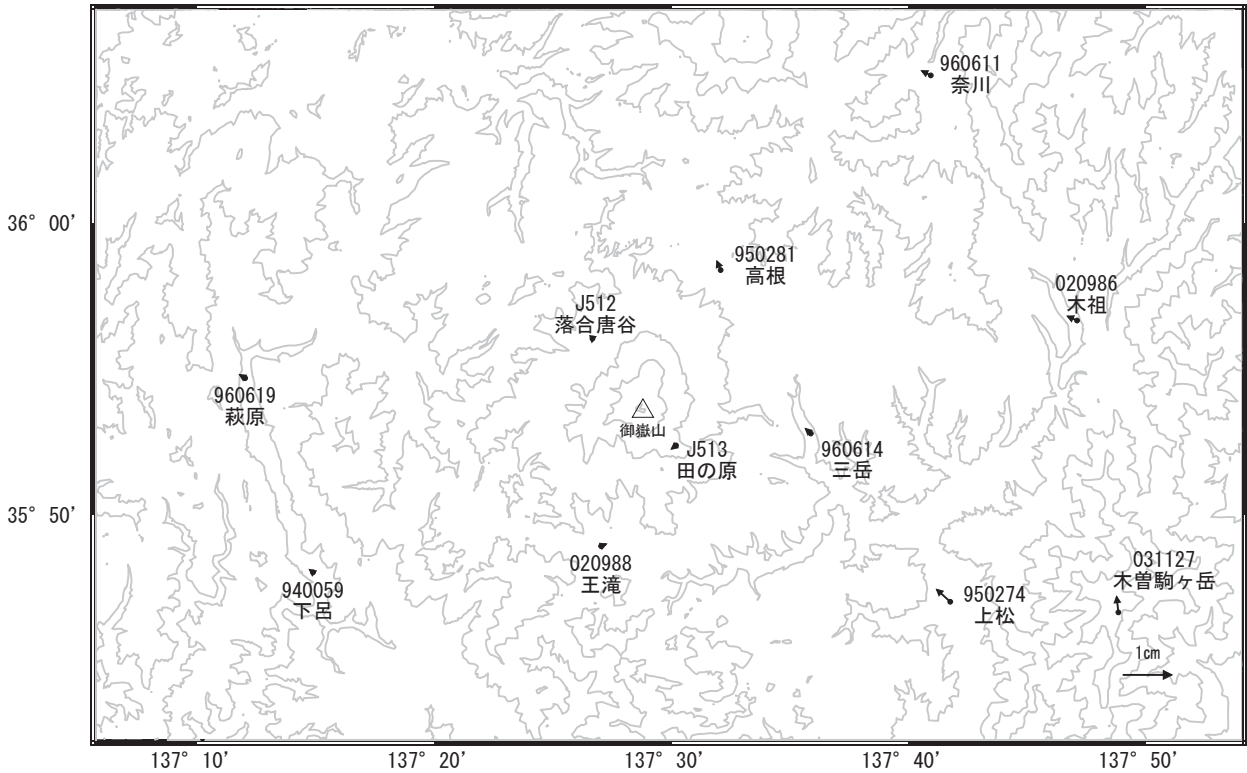 960611
奈川
36° 00'
950281
高根
020986
木祖
J512
落合唐谷
960619
萩原
御嶽山
J513
田の原
960614
三岳
35° 50'
020988
王滝
940059
下呂
031127
木曽駒ヶ岳
950274
上松
1cm
137° 10'
137° 20'
137° 30'
137° 40'
137° 50'